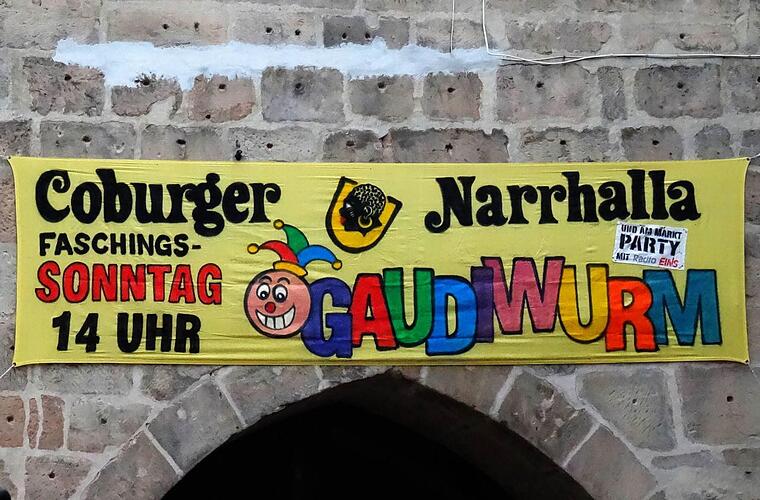 Coburger Narrhalla
FASCHINGS-
SONNTAG
14 UHR
GAUDIWURM
UND AM MARKT
PARTY
MIT Radio EINS